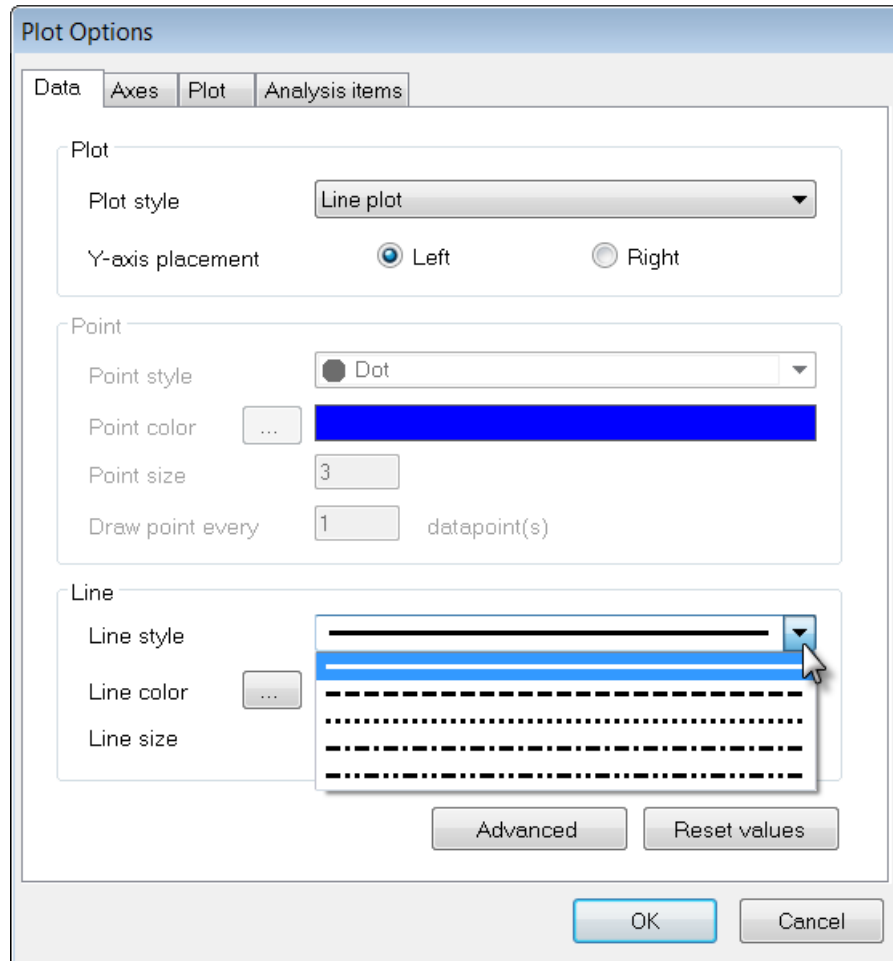 Plot Options
Data Axes Plot Analysis items
Plot
Plot style Line plot
Y-axis placement Left Right
Point
Point style Dot
Point color ...
Point size 3
Draw point every 1 datapoint(s)
Line
Line style
Line color ...
Line size
Advanced Reset values
OK Cancel